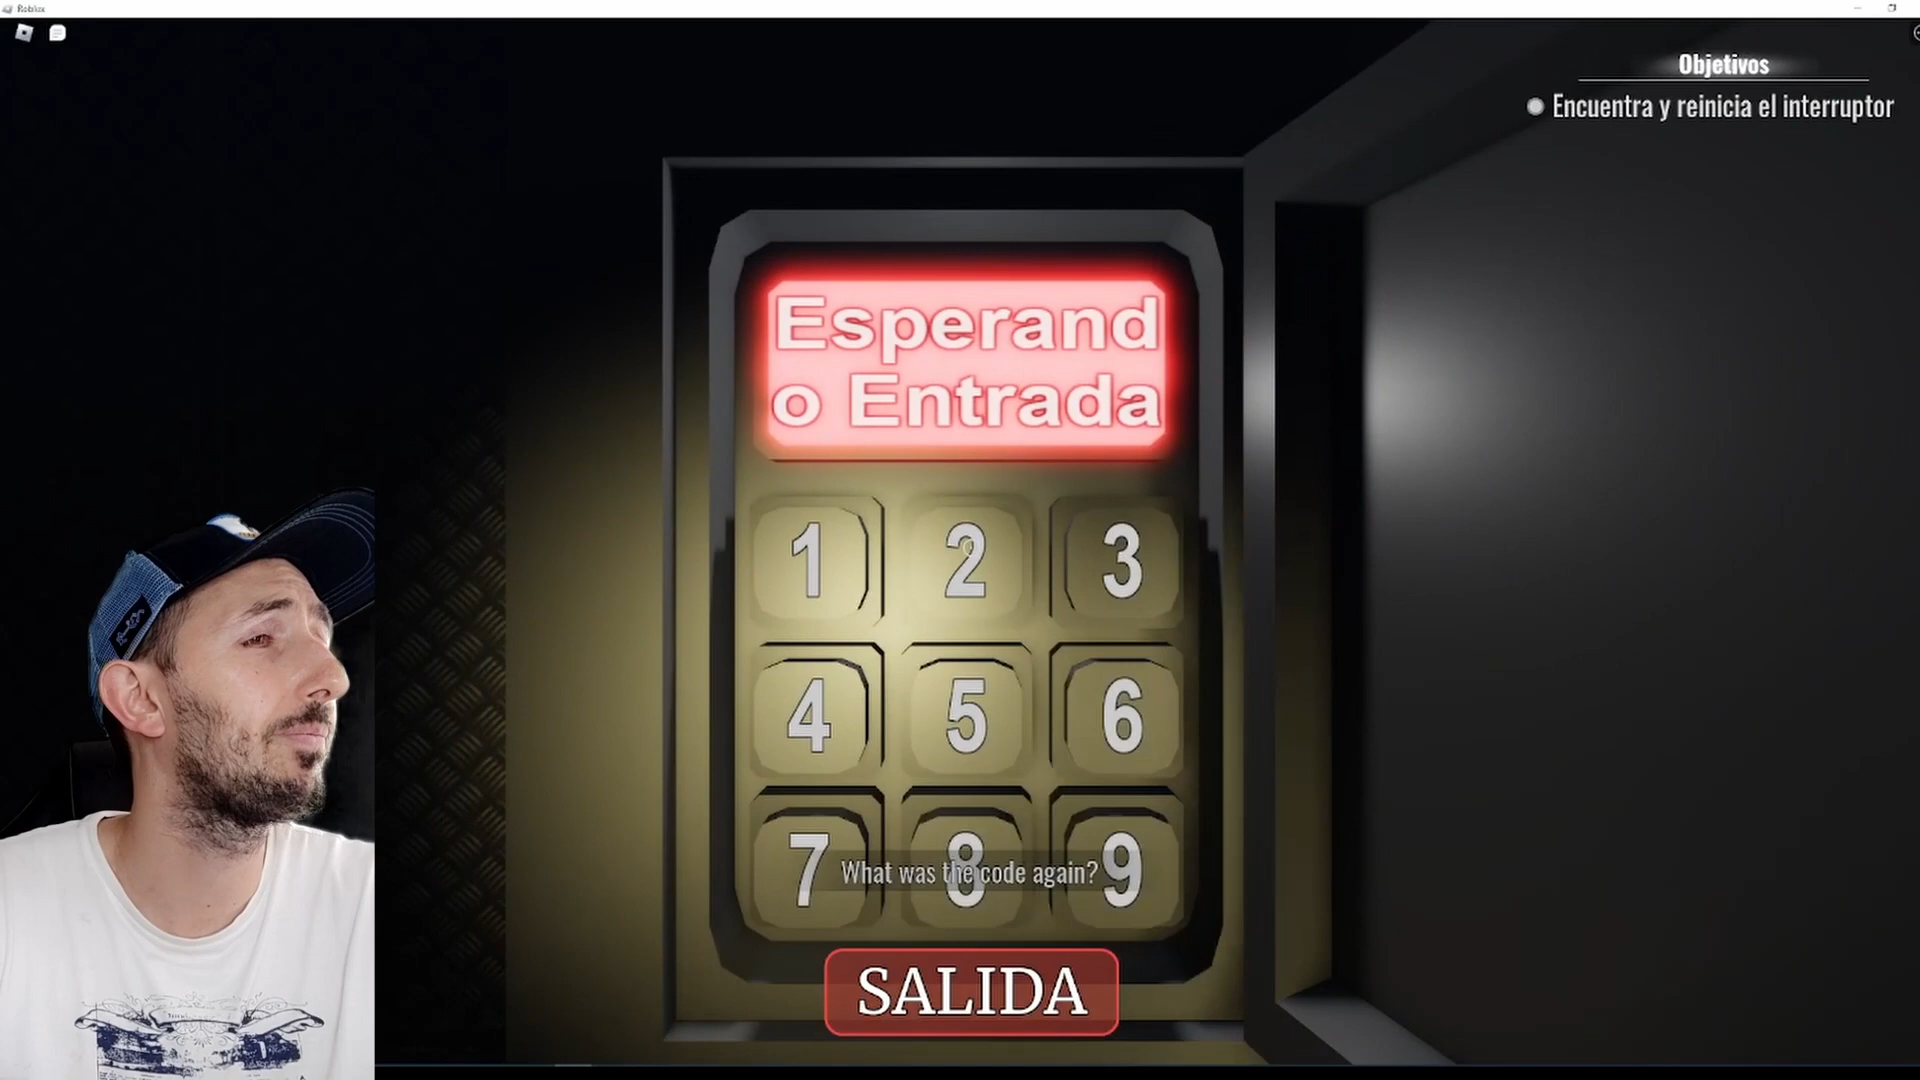 Roblox
Objetivos
Encuentra y reinicia el interruptor
Esperand
o Entrada
1 2 3
4 5 6
7 8 9
What was the code again?
SALIDA